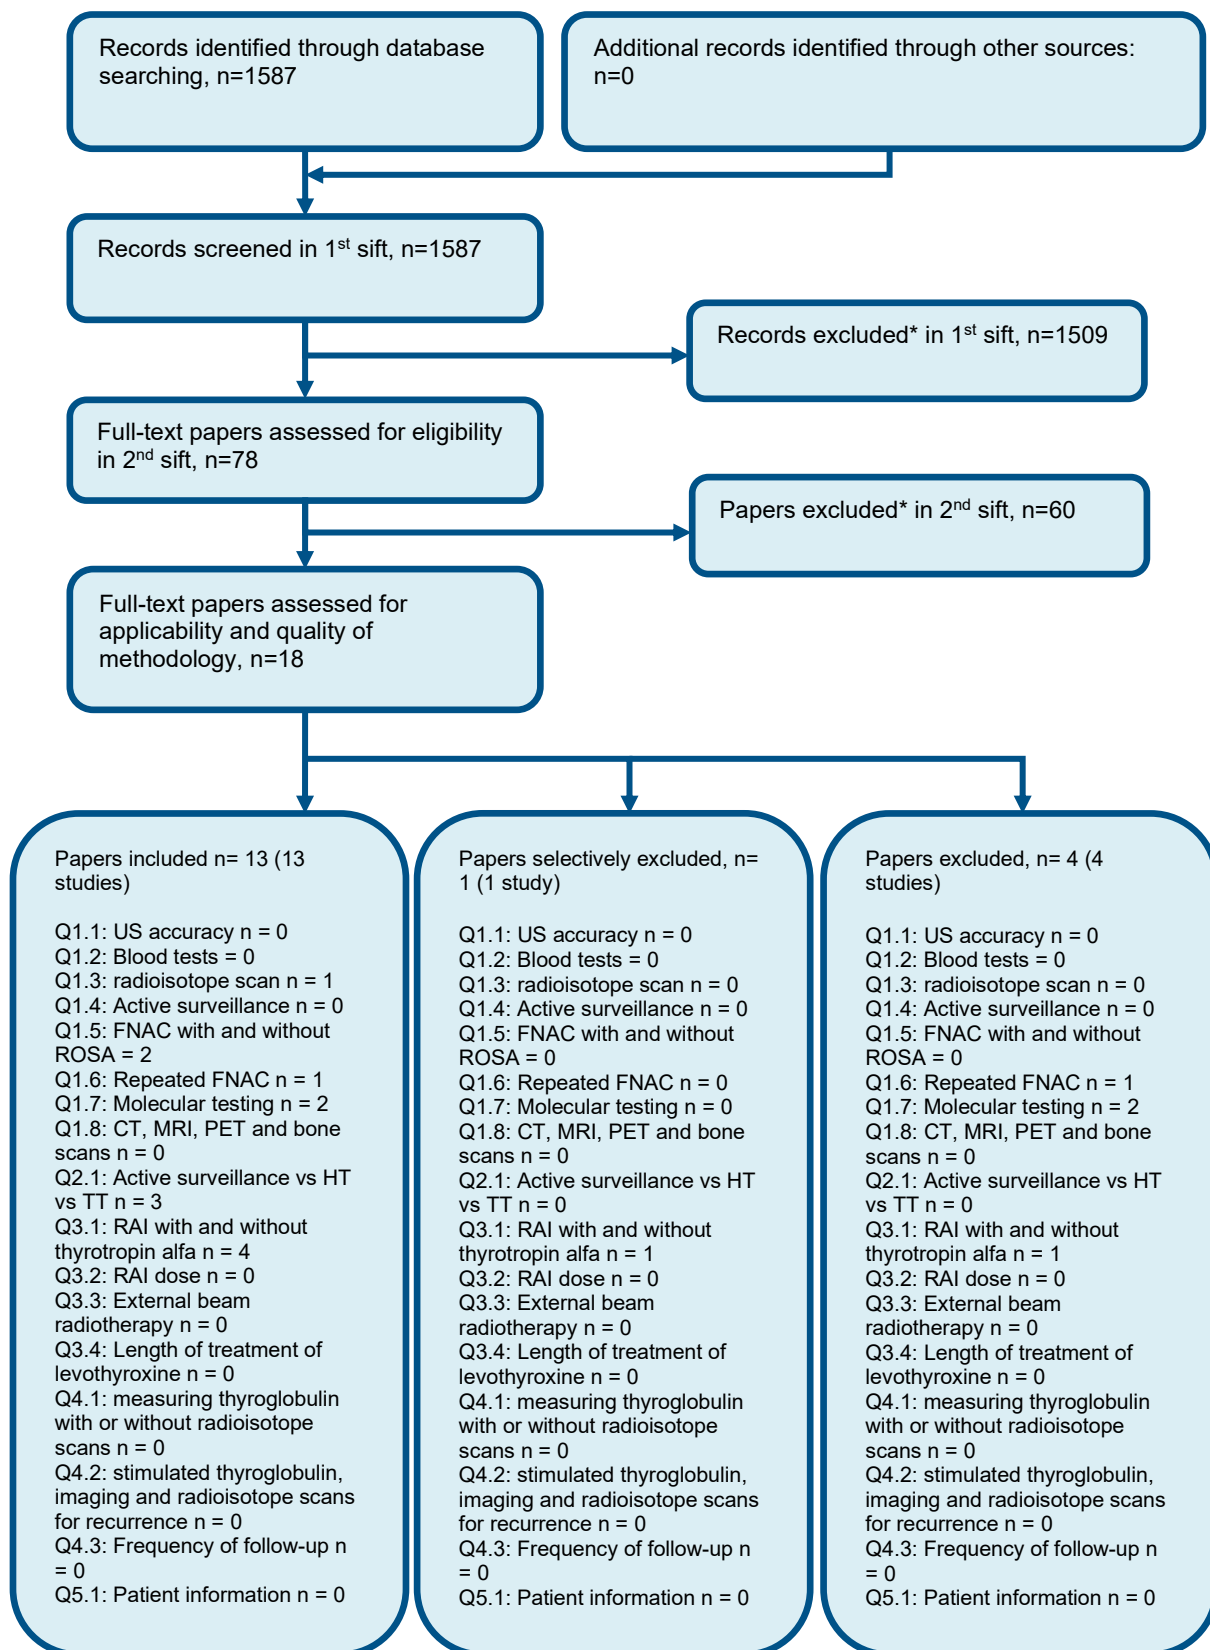 Records identified through database
searching, n=1587
Additional records identified through other sources:
n=0
Records screened in 1st sift, n=1587
Records excluded* in 1st sift, n=1509
Full-text papers assessed for eligibility
in 2nd sift, n=78
Papers excluded* in 2nd sift, n=60
Full-text papers assessed for
applicability and quality of
methodology, n=18
Papers included n= 13 (13
studies)
Q1.1: US accuracy n = 0
Q1.2: Blood tests = 0
Q1.3: radioisotope scan n = 1
Q1.4: Active surveillance n = 0
Q1.5: FNAC with and without
ROSA = 2
Q1.6: Repeated FNAC n = 1
Q1.7: Molecular testing n = 2
Q1.8: CT, MRI, PET and bone
scans n = 0
Q2.1: Active surveillance vs HT
vs TT n = 3
Q3.1: RAI with and without
thyrotropin alfa n = 4
Q3.2: RAI dose n = 0
Q3.3: External beam
radiotherapy n = 0
Q3.4: Length of treatment of
levothyroxine n = 0
Q4.1: measuring thyroglobulin
with or without radioisotope
scans n = 0
Q4.2: stimulated thyroglobulin,
imaging and radioisotope scans
for recurrence n = 0
Q4.3: Frequency of follow-up n
= 0
Q5.1: Patient information n = 0
Papers selectively excluded, n=
1 (1 study)
Q1.1: US accuracy n = 0
Q1.2: Blood tests = 0
Q1.3: radioisotope scan n = 0
Q1.4: Active surveillance n = 0
Q1.5: FNAC with and without
ROSA = 0
Q1.6: Repeated FNAC n = 0
Q1.7: Molecular testing n = 0
Q1.8: CT, MRI, PET and bone
scans n = 0
Q2.1: Active surveillance vs HT
vs TT n = 0
Q3.1: RAI with and without
thyrotropin alfa n = 1
Q3.2: RAI dose n = 0
Q3.3: External beam
radiotherapy n = 0
Q3.4: Length of treatment of
levothyroxine n = 0
Q4.1: measuring thyroglobulin
with or without radioisotope
scans n = 0
Q4.2: stimulated thyroglobulin,
imaging and radioisotope scans
for recurrence n = 0
Q4.3: Frequency of follow-up n
= 0
Q5.1: Patient information n = 0
Papers excluded, n= 4 (4
studies)
Q1.1: US accuracy n = 0
Q1.2: Blood tests = 0
Q1.3: radioisotope scan n = 0
Q1.4: Active surveillance n = 0
Q1.5: FNAC with and without
ROSA = 0
Q1.6: Repeated FNAC n = 1
Q1.7: Molecular testing n = 2
Q1.8: CT, MRI, PET and bone
scans n = 0
Q2.1: Active surveillance vs HT
vs TT n = 0
Q3.1: RAI with and without
thyrotropin alfa n = 1
Q3.2: RAI dose n = 0
Q3.3: External beam
radiotherapy n = 0
Q3.4: Length of treatment of
levothyroxine n = 0
Q4.1: measuring thyroglobulin
with or without radioisotope
scans n = 0
Q4.2: stimulated thyroglobulin,
imaging and radioisotope scans
for recurrence n = 0
Q4.3: Frequency of follow-up n
= 0
Q5.1: Patient information n = 0